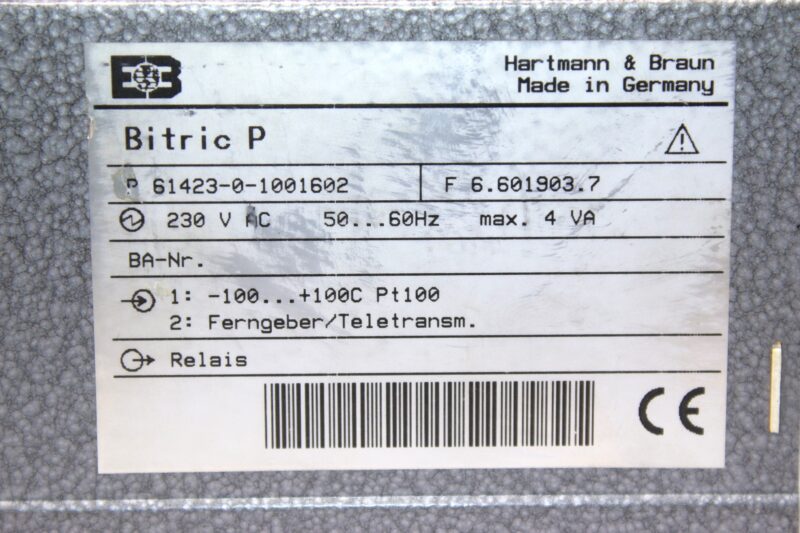 Hartmann & Braun
Made in Germany
Bitric P
P 61423-0-1001602 F 6.601903.7
230 V AC 50...60Hz max. 4 VA
BA-Nr.
1: -100...+100C Pt100
2: Ferngeber/Teletransm.
Relais
CE